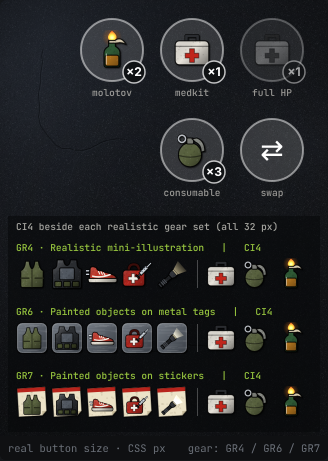 ×2
×1
×1
molotov
medkit
full HP
×3
consumable
swap
CI4 beside each realistic gear set (all 32 px)
GR4 · Realistic mini-illustration | CI4
GR6 · Painted objects on metal tags | CI4
GR7 · Painted objects on stickers | CI4
real button size · CSS px gear: GR4 / GR6 / GR7